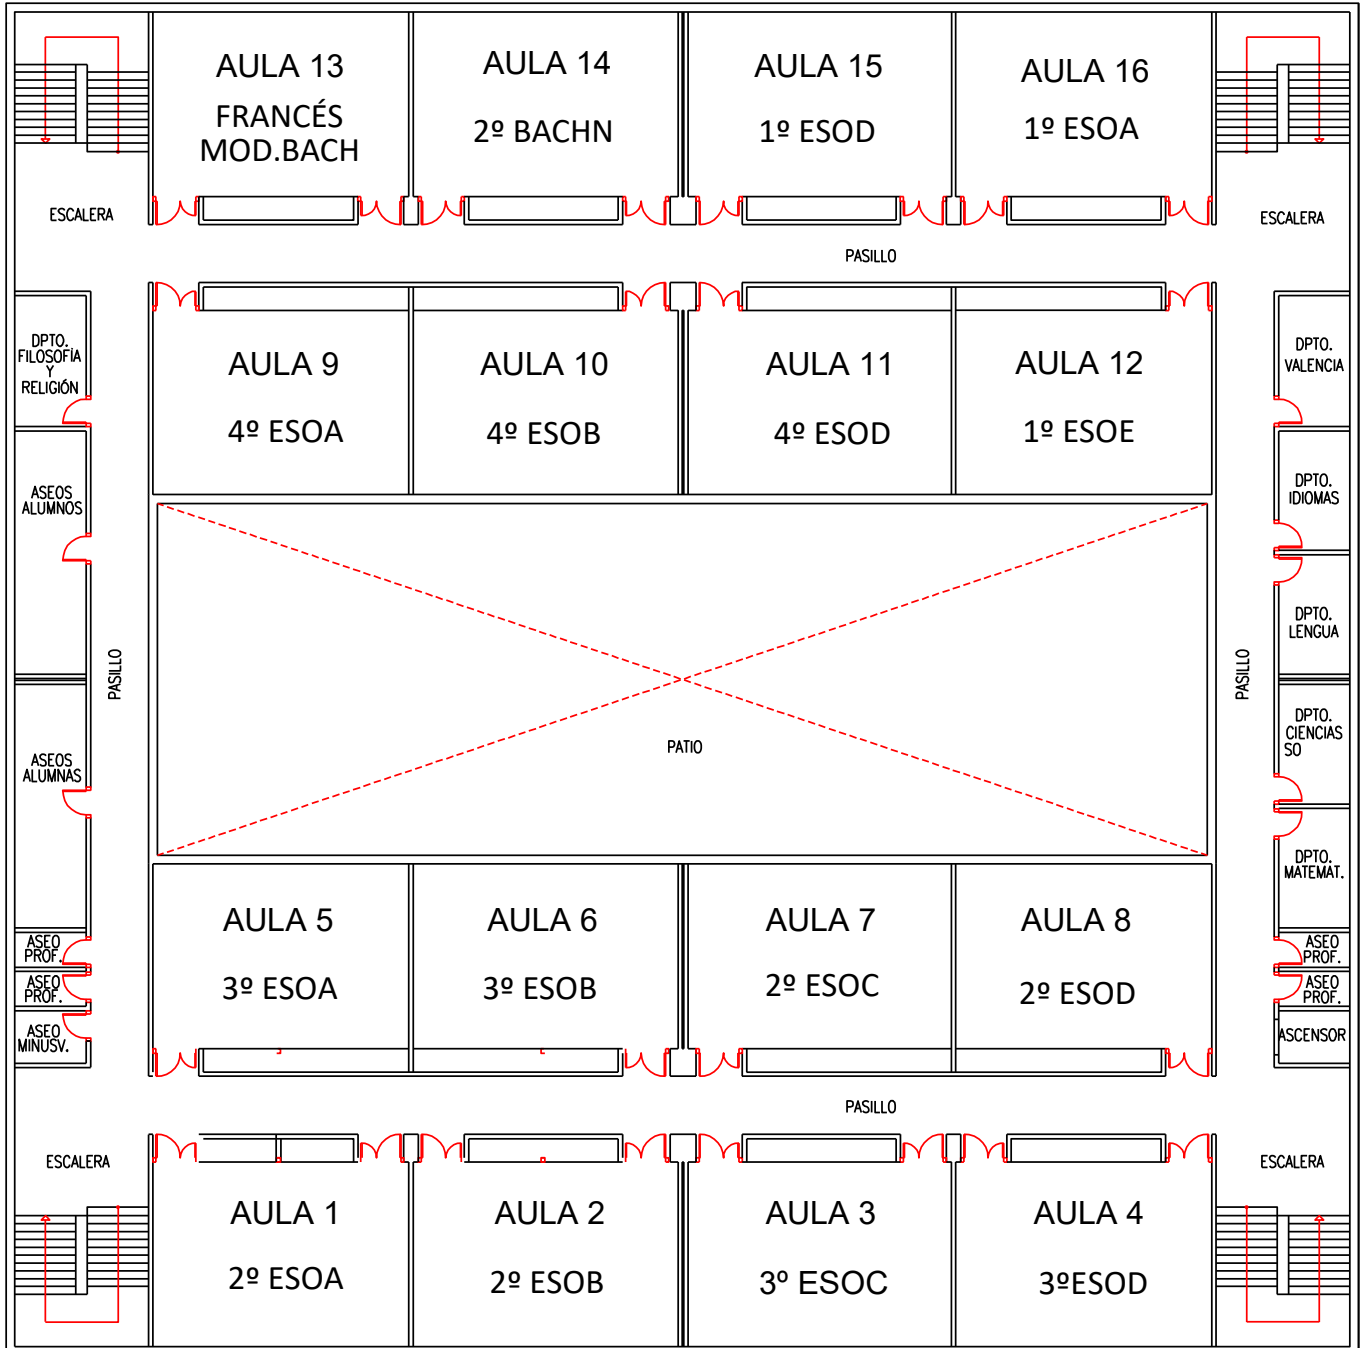 AULA 13
FRANCÉS
MOD.BACH
AULA 14
2º BACHN
AULA 15
1º ESOD
AULA 16
1º ESOA
ESCALERA
ESCALERA
PASILLO
DPTO.
FILOSOFÍA
Y
RELIGIÓN
AULA 9
4º ESOA
AULA 10
4º ESOB
AULA 11
4º ESOD
AULA 12
1º ESOE
DPTO.
VALENCIA
ASEOS
ALUMNOS
DPTO.
IDIOMAS
DPTO.
LENGUA
PASILLO
PASILLO
PATIO
ASEOS
ALUMNAS
DPTO.
CIENCIAS
SO
DPTO.
MATEMAT.
AULA 5
3º ESOA
AULA 6
3º ESOB
AULA 7
2º ESOC
AULA 8
2º ESOD
ASEO
PROF.
ASEO
PROF.
ASEO
MINUSV.
ASEO
PROF.
ASEO
PROF.
ASCENSOR
PASILLO
ESCALERA
ESCALERA
AULA 1
2º ESOA
AULA 2
2º ESOB
AULA 3
3º ESOC
AULA 4
3ºESOD